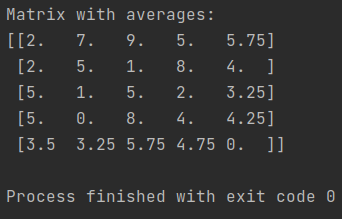 Matrix with averages:
[[2.   7.   9.   5.   5.75]
 [2.   5.   1.   8.   4.  ]
 [5.   1.   5.   2.   3.25]
 [5.   0.   8.   4.   4.25]
 [3.5  3.25 5.75 4.75 0.  ]]
Process finished with exit code 0